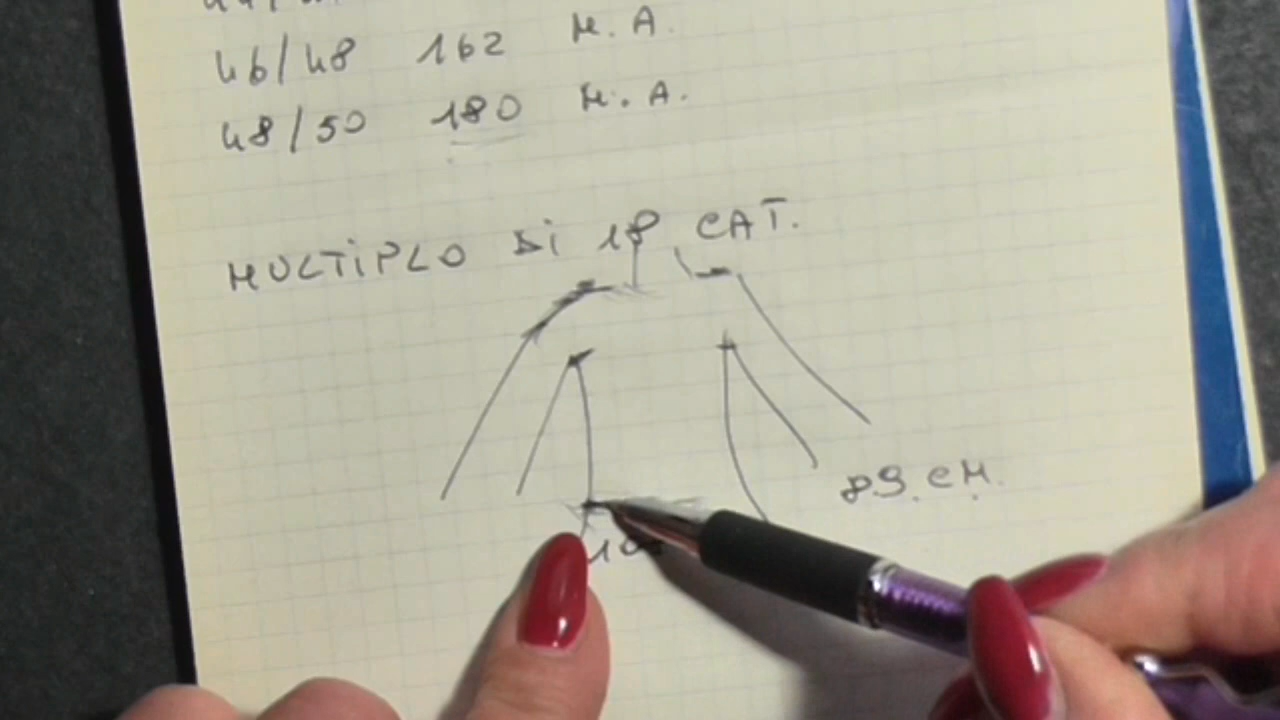 46/48 162 M.A.
48/50 180 M.A.
MULTIPLO Di 18 CAT.
89 CM.